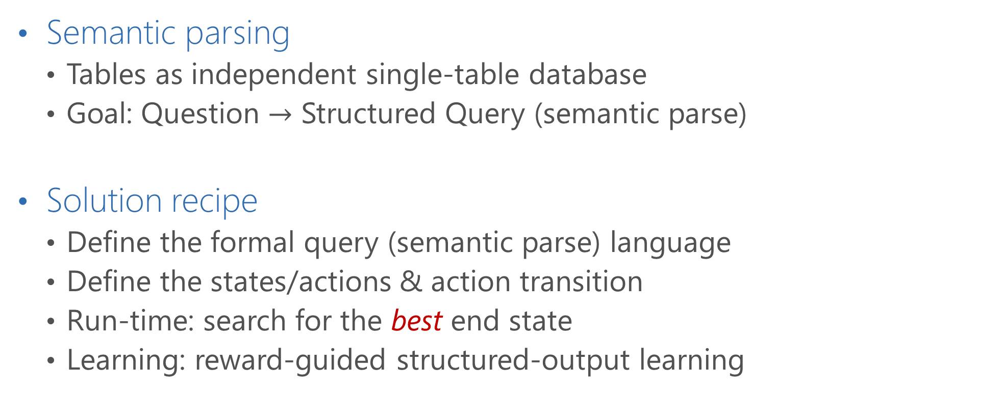 • Semantic parsing
• Tables as independent single-table database
• Goal: Question → Structured Query (semantic parse)
• Solution recipe
• Define the formal query (semantic parse) language
• Define the states/actions & action transition
• Run-time: search for the best end state
• Learning: reward-guided structured-output learning